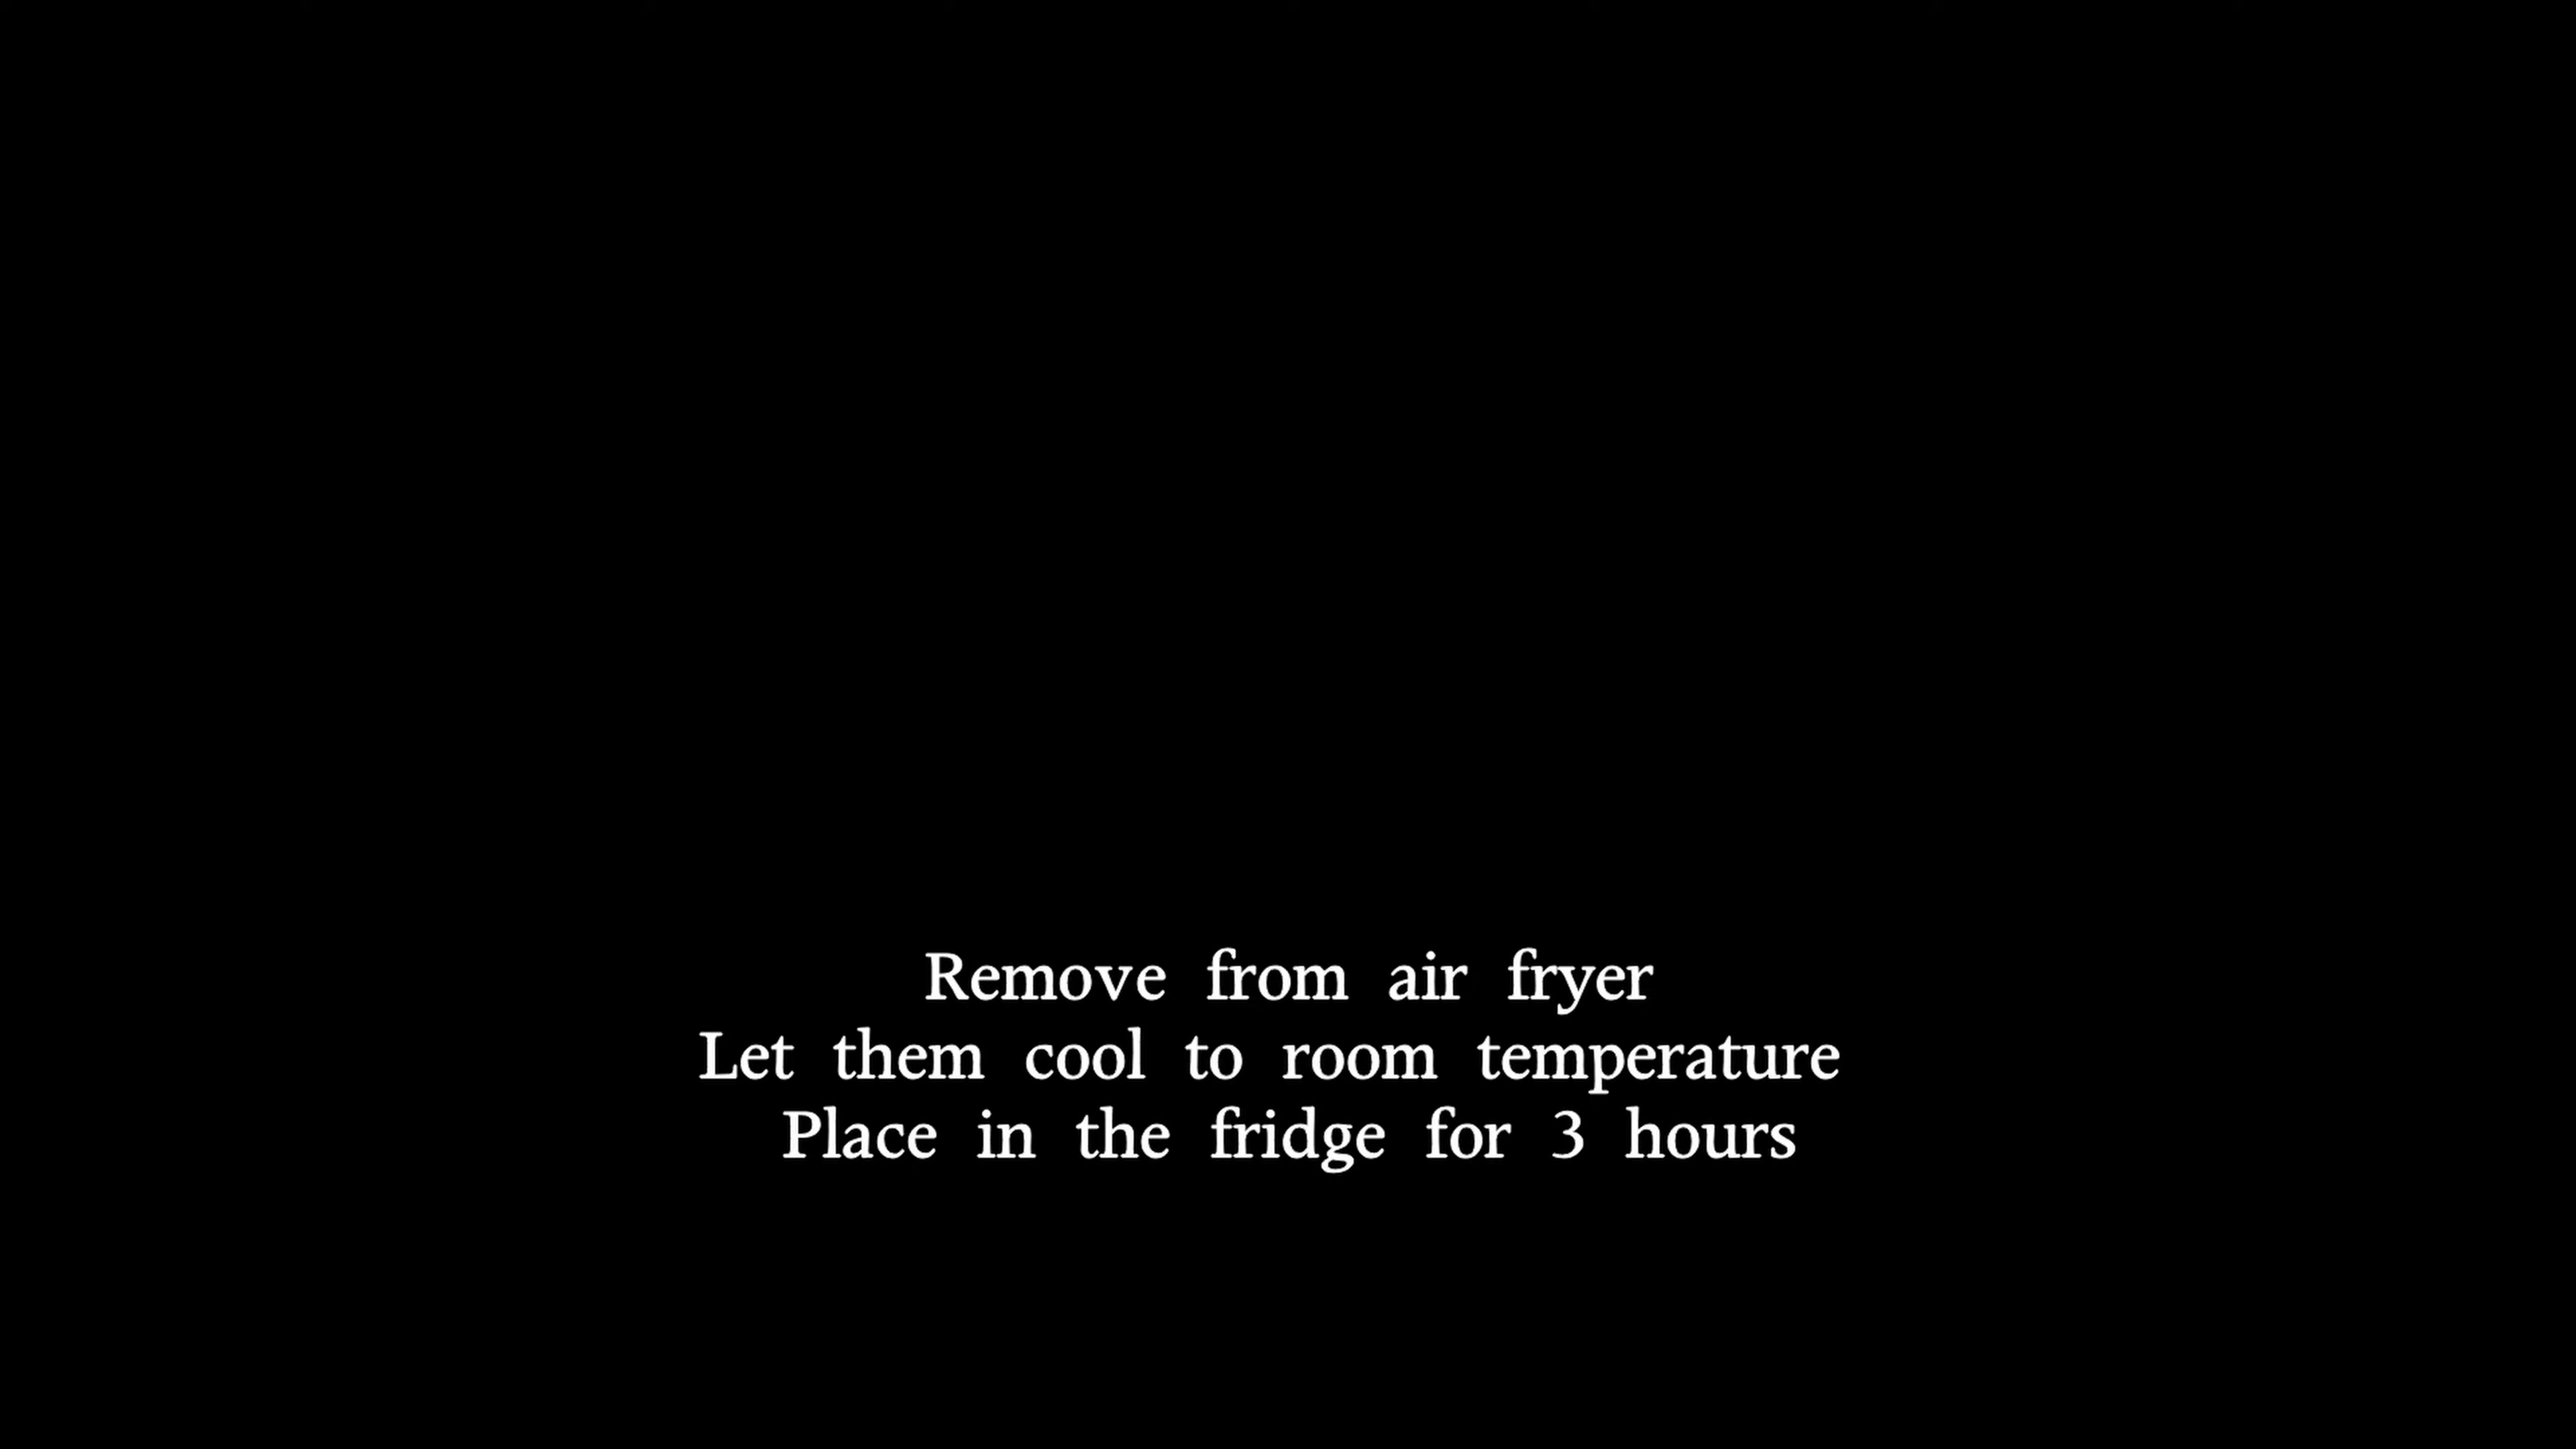 Remove from air fryer
Let them cool to room temperature
Place in the fridge for 3 hours